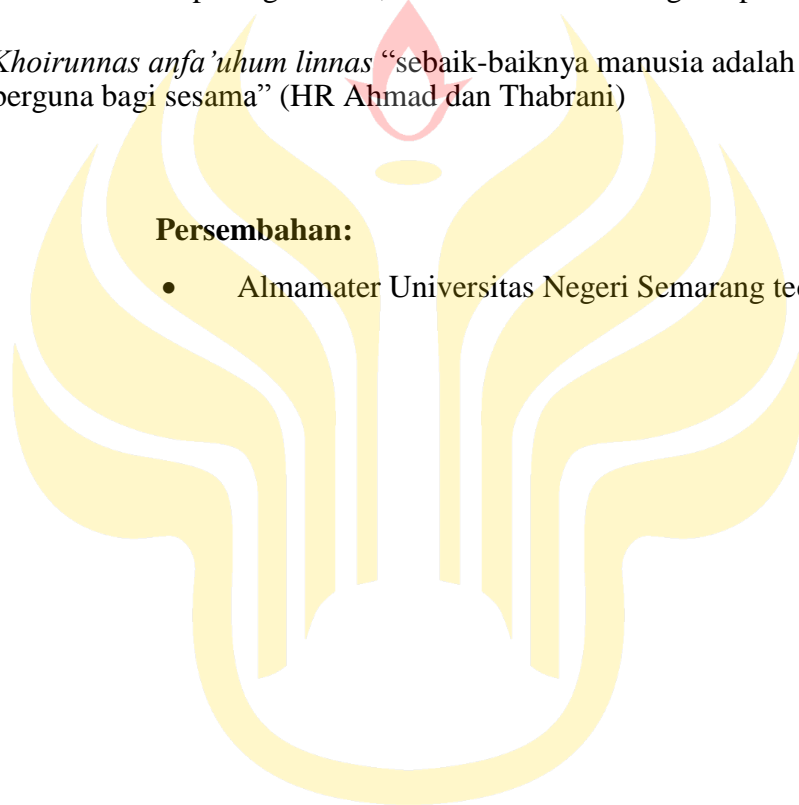 Khoirunnas anfa’uhum linnas “sebaik-baiknya manusia adalah
berguna bagi sesama” (HR Ahmad dan Thabrani)
Persembahan:
• Almamater Universitas Negeri Semarang